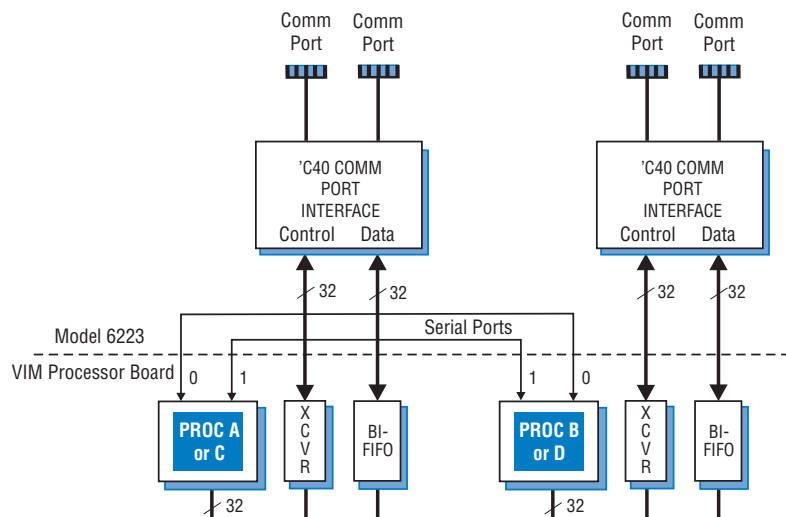 Comm
Port
Comm
Port
Comm
Port
Comm
Port
'C40 COMM
PORT
INTERFACE
Control Data
'C40 COMM
PORT
INTERFACE
Control Data
32
32
32
32
Serial Ports
Model 6223
VIM Processor Board
0
1
1
0
PROC A
or C
X
C
V
R
BI-
FIFO
PROC B
or D
X
C
V
R
BI-
FIFO
32
32